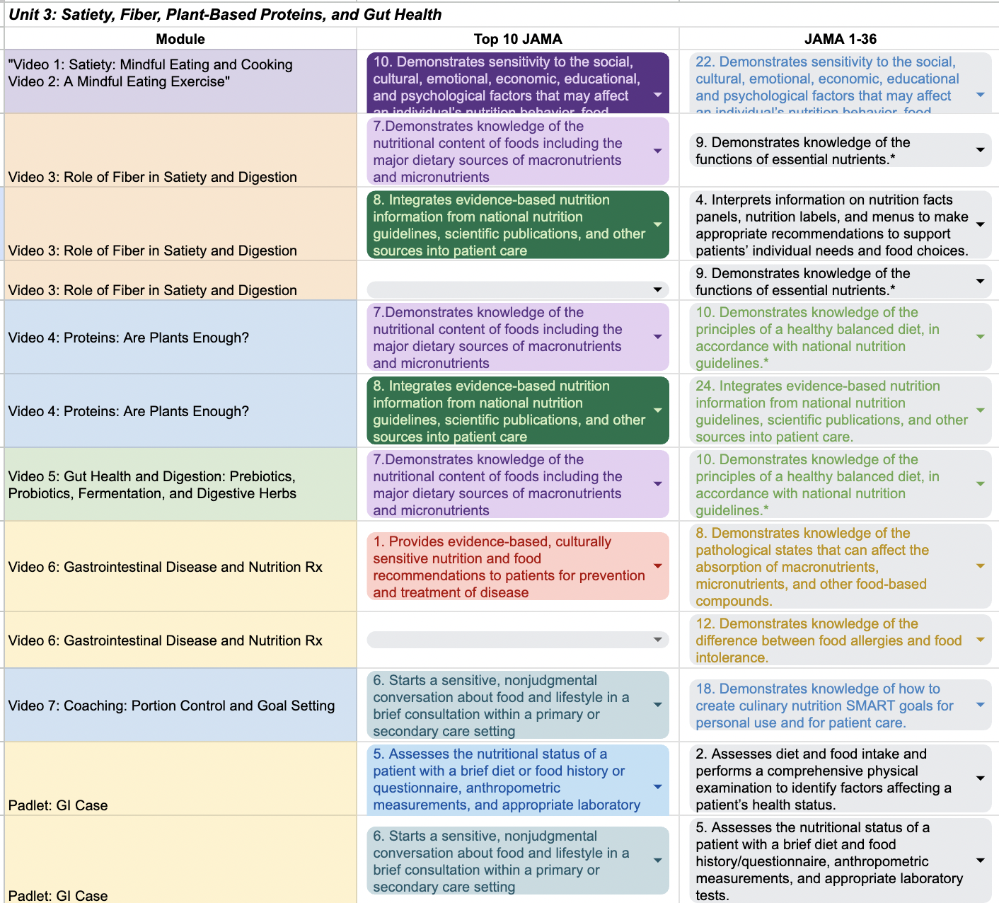 Unit 3: Satiety, Fiber, Plant-Based Proteins, and Gut Health
Module
Top 10 JAMA
JAMA 1-36
"Video 1: Satiety: Mindful Eating and Cooking
Video 2: A Mindful Eating Exercise"
10. Demonstrates sensitivity to the social,
cultural, emotional, economic, educational,
and psychological factors that may affect
an individual's nutrition behavior, food
22. Demonstrates sensitivity to the social,
cultural, emotional, economic, educational
and psychological factors that may affect
an individual's nutrition behavior, food
Video 3: Role of Fiber in Satiety and Digestion
7.Demonstrates knowledge of the
nutritional content of foods including the
major dietary sources of macronutrients
and micronutrients
9. Demonstrates knowledge of the
functions of essential nutrients.*
Video 3: Role of Fiber in Satiety and Digestion
8. Integrates evidence-based nutrition
information from national nutrition
guidelines, scientific publications, and other
sources into patient care
4. Interprets information on nutrition facts
panels, nutrition labels, and menus to make
appropriate recommendations to support
patients' individual needs and food choices.
Video 3: Role of Fiber in Satiety and Digestion
9. Demonstrates knowledge of the
functions of essential nutrients.*
Video 4: Proteins: Are Plants Enough?
7.Demonstrates knowledge of the
nutritional content of foods including the
major dietary sources of macronutrients
and micronutrients
10. Demonstrates knowledge of the
principles of a healthy balanced diet, in
accordance with national nutrition
guidelines.*
Video 4: Proteins: Are Plants Enough?
8. Integrates evidence-based nutrition
information from national nutrition
guidelines, scientific publications, and other
sources into patient care
24. Integrates evidence-based nutrition
information from national nutrition
guidelines, scientific publications, and other
sources into patient care.
Video 5: Gut Health and Digestion: Prebiotics,
Probiotics, Fermentation, and Digestive Herbs
7.Demonstrates knowledge of the
nutritional content of foods including the
major dietary sources of macronutrients
and micronutrients
10. Demonstrates knowledge of the
principles of a healthy balanced diet, in
accordance with national nutrition
guidelines.*
Video 6: Gastrointestinal Disease and Nutrition Rx
1. Provides evidence-based, culturally
sensitive nutrition and food
recommendations to patients for prevention
and treatment of disease
8. Demonstrates knowledge of the
pathological states that can affect the
absorption of macronutrients,
micronutrients, and other food-based
compounds.
Video 6: Gastrointestinal Disease and Nutrition Rx
12. Demonstrates knowledge of the
difference between food allergies and food
intolerance.
Video 7: Coaching: Portion Control and Goal Setting
6. Starts a sensitive, nonjudgmental
conversation about food and lifestyle in a
brief consultation within a primary or
secondary care setting
18. Demonstrates knowledge of how to
create culinary nutrition SMART goals for
personal use and for patient care.
Padlet: GI Case
5. Assesses the nutritional status of a
patient with a brief diet or food history or
questionnaire, anthropometric
measurements, and appropriate laboratory
2. Assesses diet and food intake and
performs a comprehensive physical
examination to identify factors affecting a
patient's health status.
Padlet: GI Case
6. Starts a sensitive, nonjudgmental
conversation about food and lifestyle in a
brief consultation within a primary or
secondary care setting
5. Assesses the nutritional status of a
patient with a brief diet and food
history/questionnaire, anthropometric
measurements, and appropriate laboratory
tests.